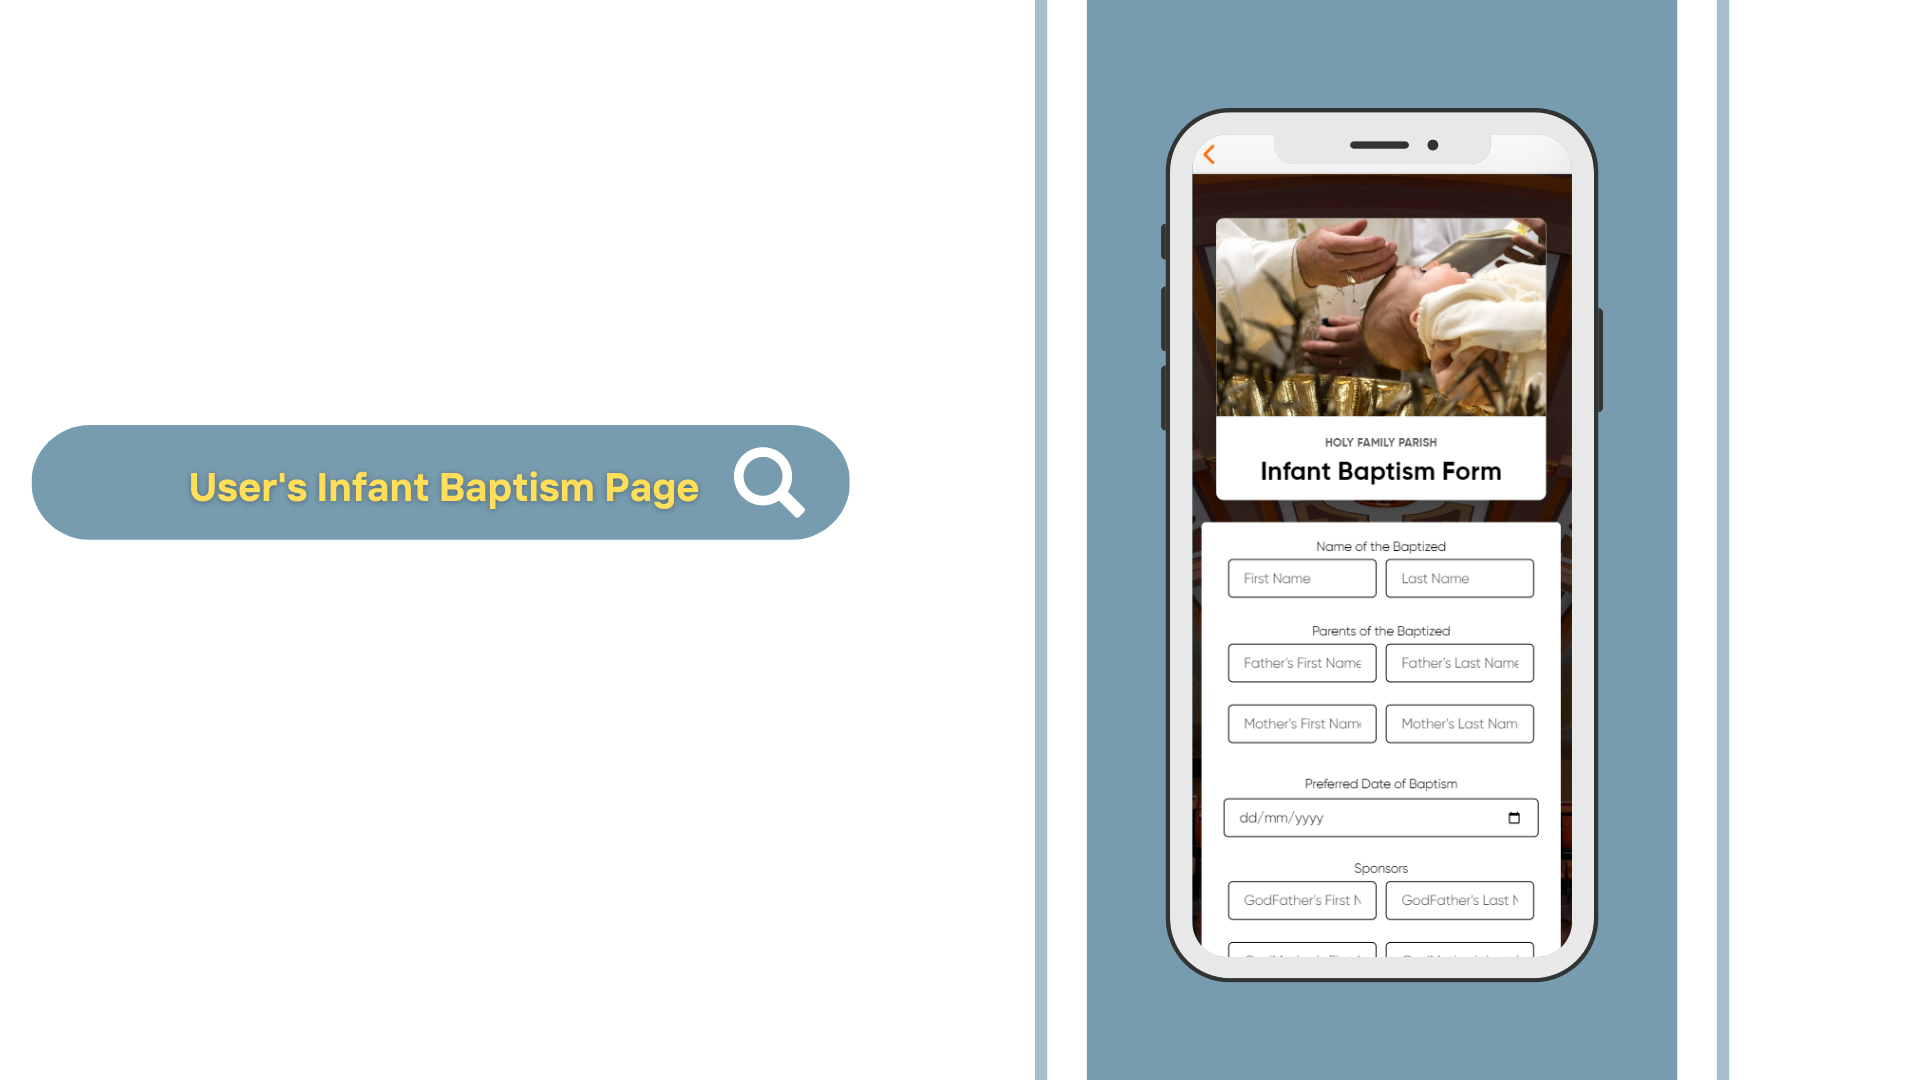 User's Infant Baptism Page
HOLY FAMILY PARISH
Infant Baptism Form
Name of the Baptized
First Name
Last Name
Parents of the Baptized
Father's First Name
Father's Last Name
Mother's First Nam
Mother's Last Nam
Preferred Date of Baptism
dd/mm/yyyy
Sponsors
GodFather's First N
GodFather's Last N